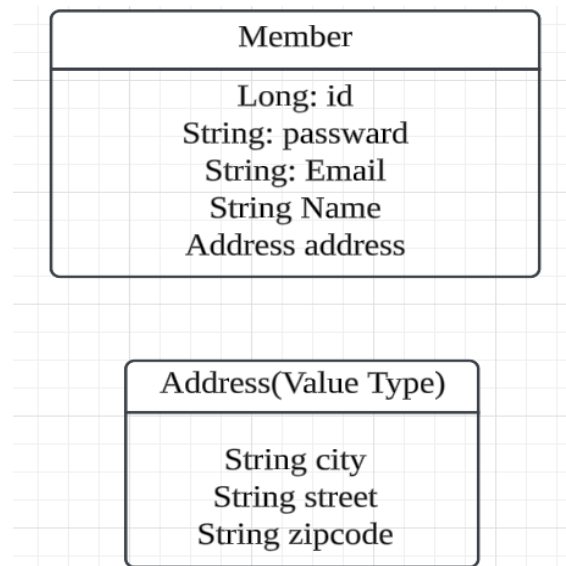 Member
Long: id
String: passward
String: Email
String Name
Address address
Address(Value Type)
String city
String street
String zipcode